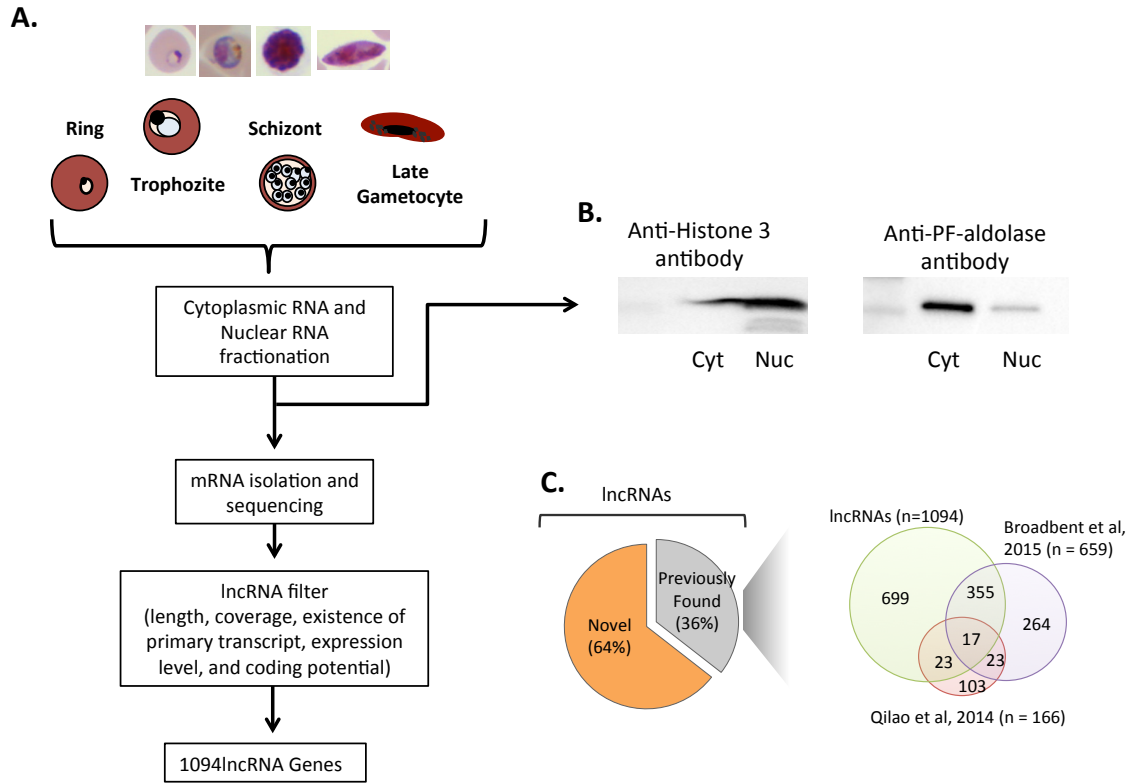 A.
Ring
Trophozite
Schizont
Late
Gametocyte
Cytoplasmic RNA and
Nuclear RNA
fractionation
mRNA isolation and
sequencing
lncRNA filter
(length, coverage, existence of
primary transcript, expression
level, and coding potential)
1094lncRNA Genes
B.
Anti-Histone 3
antibody
Cyt Nuc
Anti-PF-aldolase
antibody
Cyt Nuc
C.
lncRNAs
Novel
(64%)
Previously
Found
(36%)
lncRNAs (n=1094)
Broadbent et al,
2015 (n = 659)
699
355
264
17
23
23
103
Qilao et al, 2014 (n = 166)